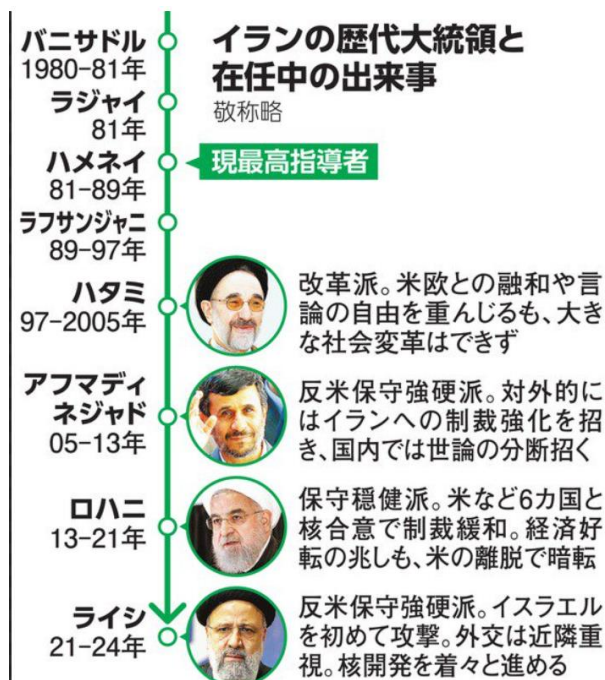 イランの歴代大統領と
在任中の出来事
敬称略
バニサドル
1980-81年
ラジャイ
81年
ハメネイ
81-89年
現最高指導者
ラフサンジャニ
89-97年
ハタミ
97-2005年
改革派。米欧との融和や言
論の自由を重んじるも、大き
な社会変革はできず
アフマディ
ネジャド
05-13年
反米保守強硬派。対外的に
はイランへの制裁強化を招
き、国内では世論の分断招く
ロハニ
13-21年
保守穏健派。米など6カ国と
核合意で制裁緩和。経済好
転の兆しも、米の離脱で暗転
ライシ
21-24年
反米保守強硬派。イスラエル
を初めて攻撃。外交は近隣重
視。核開発を着々と進める